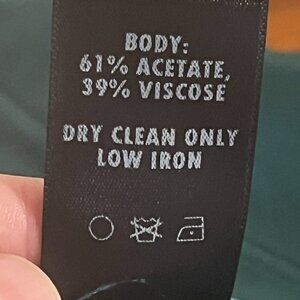 BODY:
61% ACETATE,
39% VISCOSE
DRY CLEAN ONLY
LOW IRON